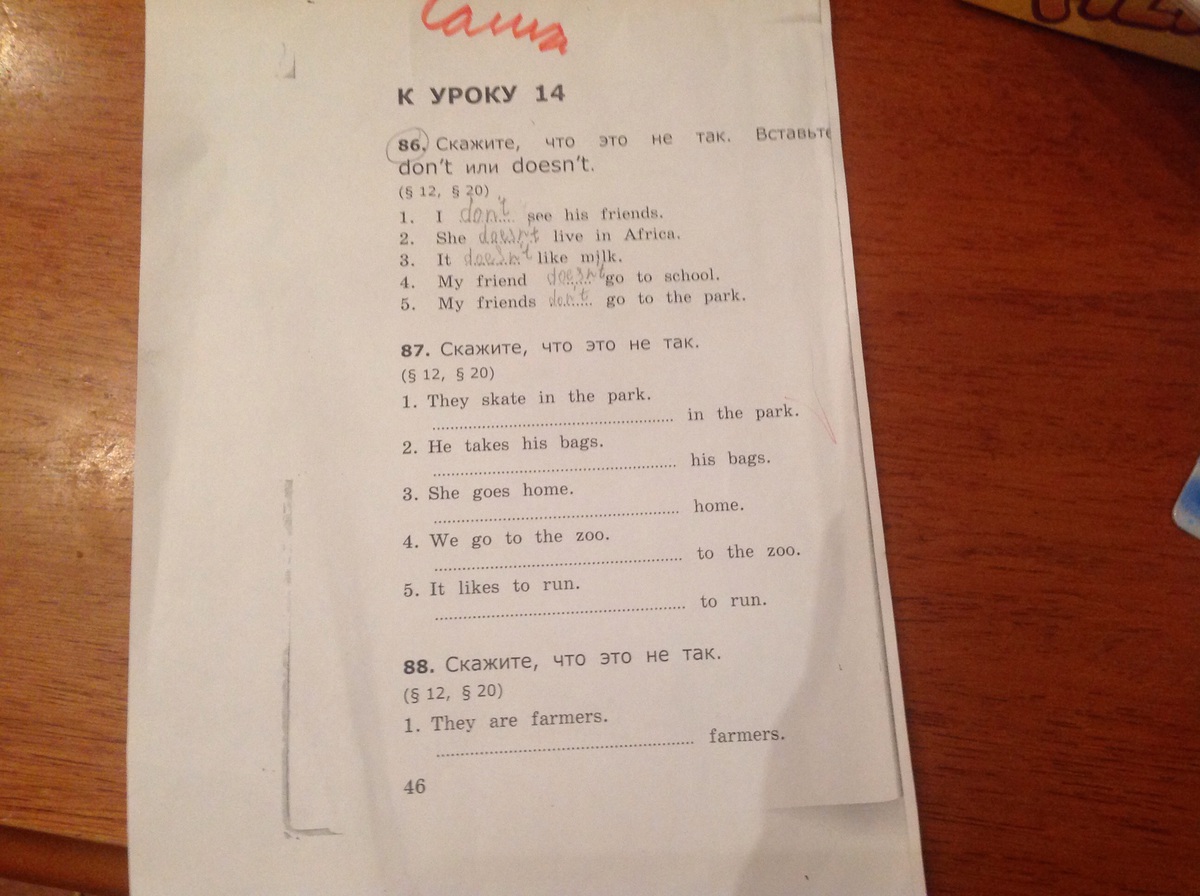 Саша
К УРОКУ 14
86. Скажите, что это не так. Вставьте
don't или doesn't.
(§ 12, § 20)
1. I don't see his friends.
2. She doesn't live in Africa.
3. It doesn't like milk.
4. My friend doesn't go to school.
5. My friends don't go to the park.
87. Скажите, что это не так.
(§ 12, § 20)
1. They skate in the park.
in the park.
2. He takes his bags.
his bags.
3. She goes home.
home.
4. We go to the zoo.
to the zoo.
5. It likes to run.
to run.
88. Скажите, что это не так.
(§ 12, § 20)
1. They are farmers.
farmers.
46